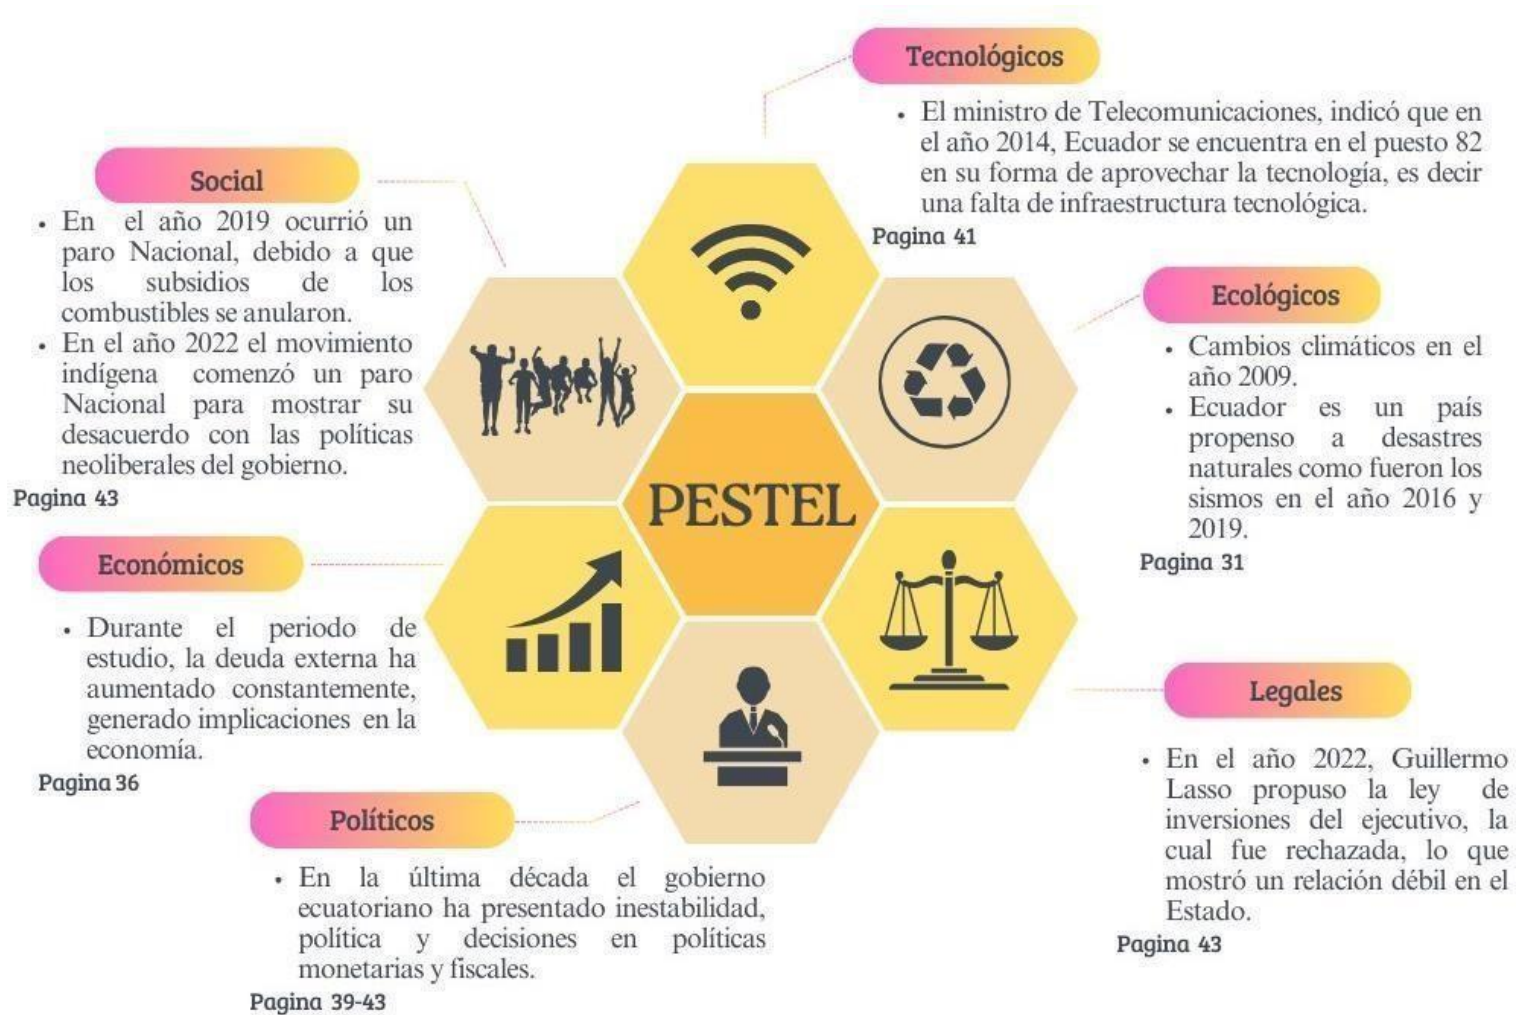 Tecnológicos
• El ministro de Telecomunicaciones, indicó que en
el año 2014, Ecuador se encuentra en el puesto 82
en su forma de aprovechar la tecnología, es decir
una falta de infraestructura tecnológica.
Pagina 41
Social
• En el año 2019 ocurrió un
paro Nacional, debido a que
los subsidios de los
combustibles se anularon.
• En el año 2022 el movimiento
indígena comenzó un paro
Nacional para mostrar su
desacuerdo con las políticas
neoliberales del gobierno.
Pagina 43
Ecológicos
• Cambios climáticos en el
año 2009.
• Ecuador es un país
propenso a desastres
naturales como fueron los
sismos en el año 2016 y
2019.
Pagina 31
PESTEL
Económicos
• Durante el periodo de
estudio, la deuda externa ha
aumentado constantemente,
generado implicaciones en la
economía.
Pagina 36
Legales
• En el año 2022, Guillermo
Lasso propuso la ley de
inversiones del ejecutivo, la
cual fue rechazada, lo que
mostró un relación débil en el
Estado.
Pagina 43
Políticos
• En la última década el gobierno
ecuatoriano ha presentado inestabilidad,
política y decisiones en políticas
monetarias y fiscales.
Pagina 39-43